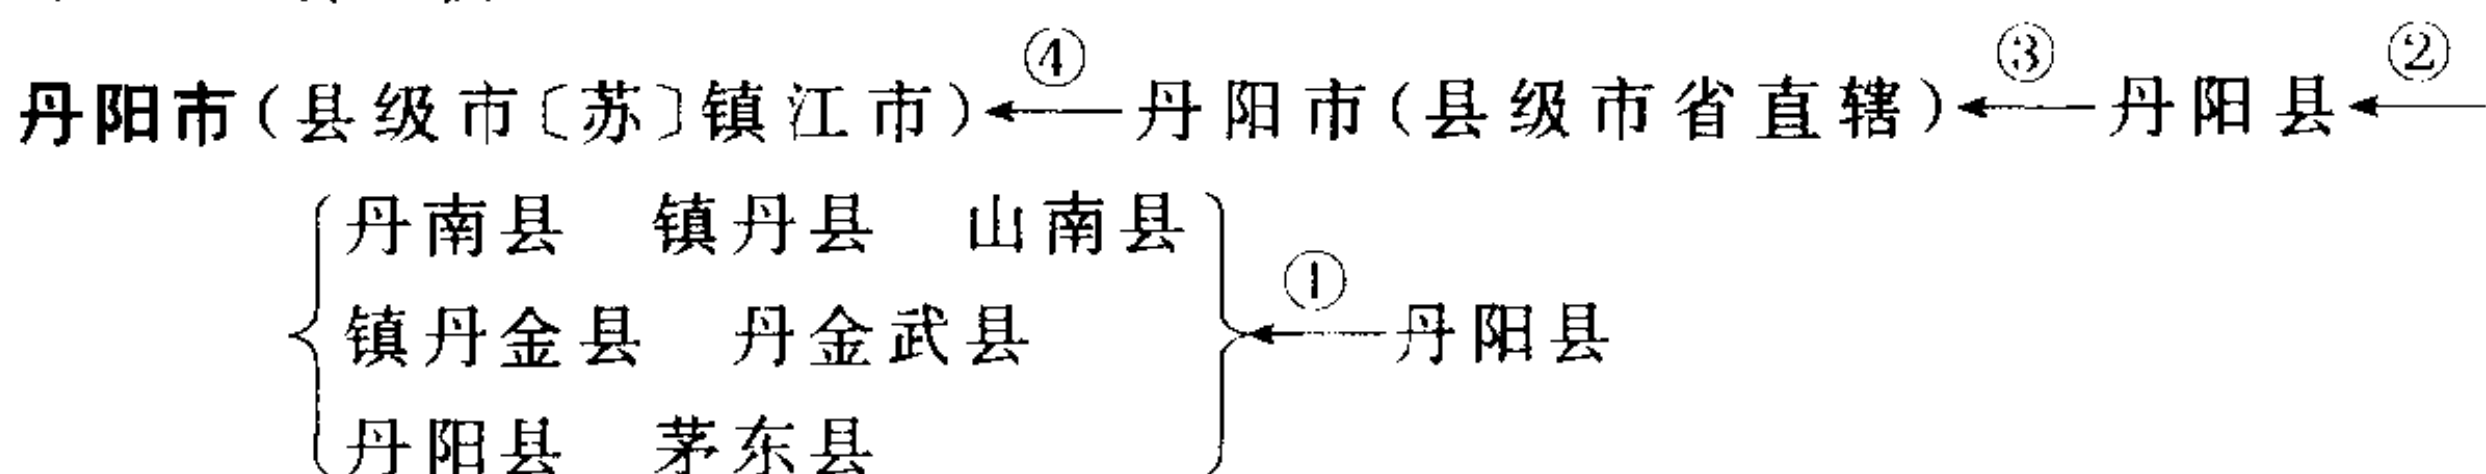 丹阳市(县级市〔苏〕镇江市)←④—丹阳市(县级市省直辖)←③—丹阳县←②—
丹南县 镇丹县 山南县
镇丹金县 丹金武县 ←①—丹阳县
丹阳县 茅东县